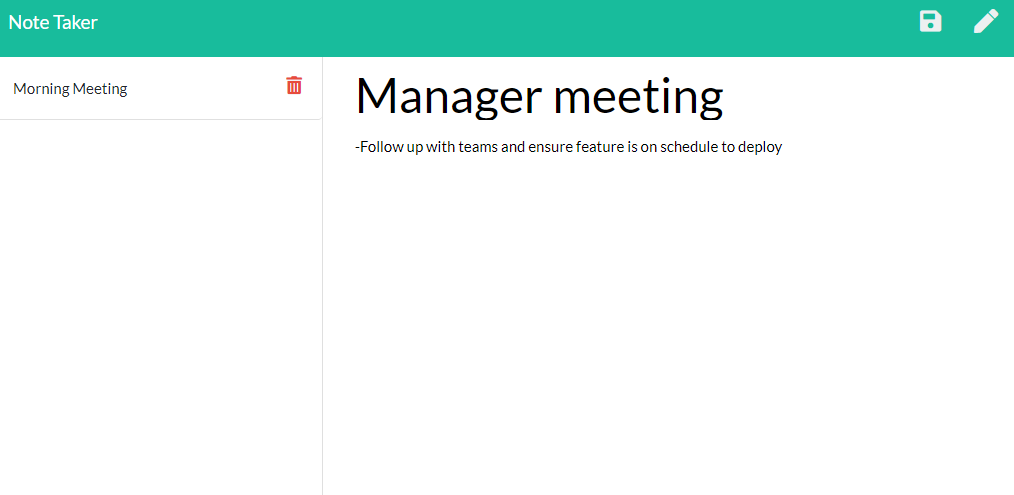 Note Taker
Morning Meeting
Manager meeting
-Follow up with teams and ensure feature is on schedule to deploy